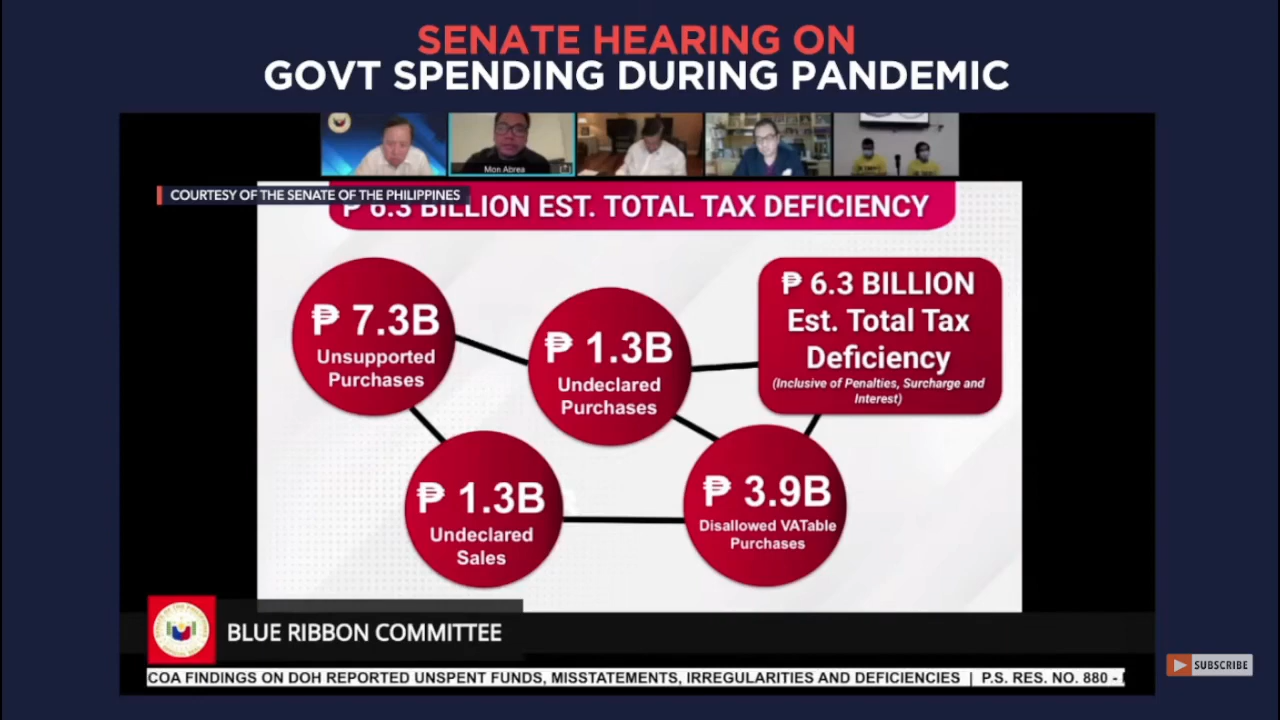 SENATE HEARING ON
GOVT SPENDING DURING PANDEMIC
Mon Abrea
COURTESY OF THE SENATE OF THE PHILIPPINES
₱ 6.3 BILLION EST. TOTAL TAX DEFICIENCY
₱ 7.3B
Unsupported
Purchases
₱ 1.3B
Undeclared
Purchases
₱ 6.3 BILLION
Est. Total Tax
Deficiency
(Inclusive of Penalties, Surcharge and
Interest)
₱ 1.3B
Undeclared
Sales
₱ 3.9B
Disallowed VATable
Purchases
BLUE RIBBON COMMITTEE
SUBSCRIBE
COA FINDINGS ON DOH REPORTED UNSPENT FUNDS, MISSTATEMENTS, IRREGULARITIES AND DEFICIENCIES | P.S. RES. NO. 880 -